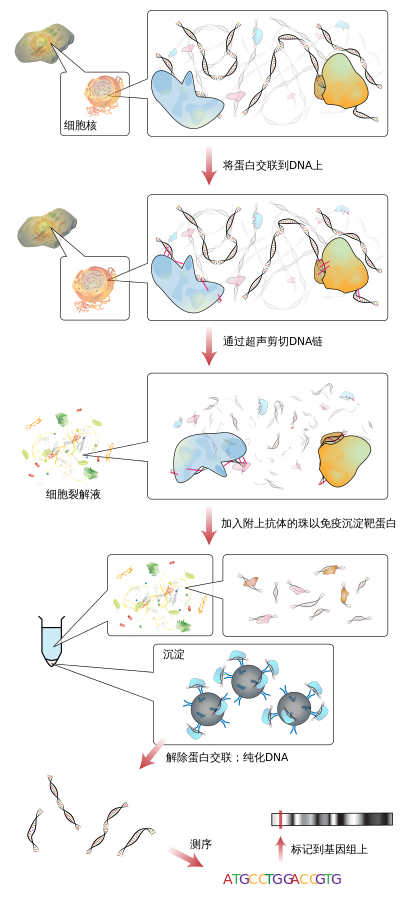 细胞核
将蛋白交联到DNA上
通过超声剪切DNA链
细胞裂解液
加入附上抗体的珠以免疫沉淀靶蛋白
沉淀
解除蛋白交联；纯化DNA
测序
标记到基因组上
ATGCCTGGACCGTG